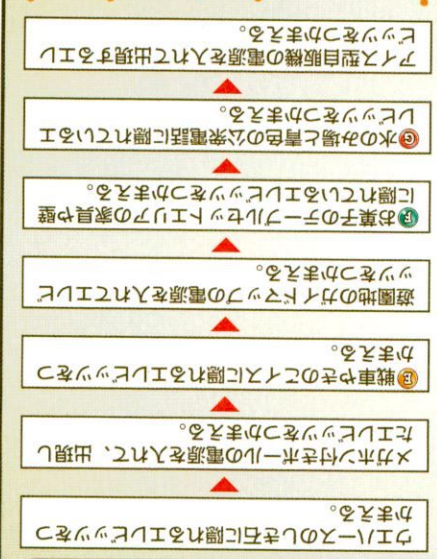 ウエハースのしき石に隠れるエレビッツをつ
かまえる。
メガホン付きポールの電源を入れて、出現し
たエレビッツをつかまえる。
E戦車やきのこイスに隠れるエレビッツをつ
かまえる。
遊園地のガイドマップの電源を入れてエレビ
ッツをつかまえる。
Fお菓子のテーブルセットエリアの家具や壁
に隠れているエレビッツをつかまえる。
G水のみ場と青色の公衆電話に隠れているエ
レビッツをつかまえる。
アイス型自販機の電源を入れて出現するエレ
ビッツをつかまえる。